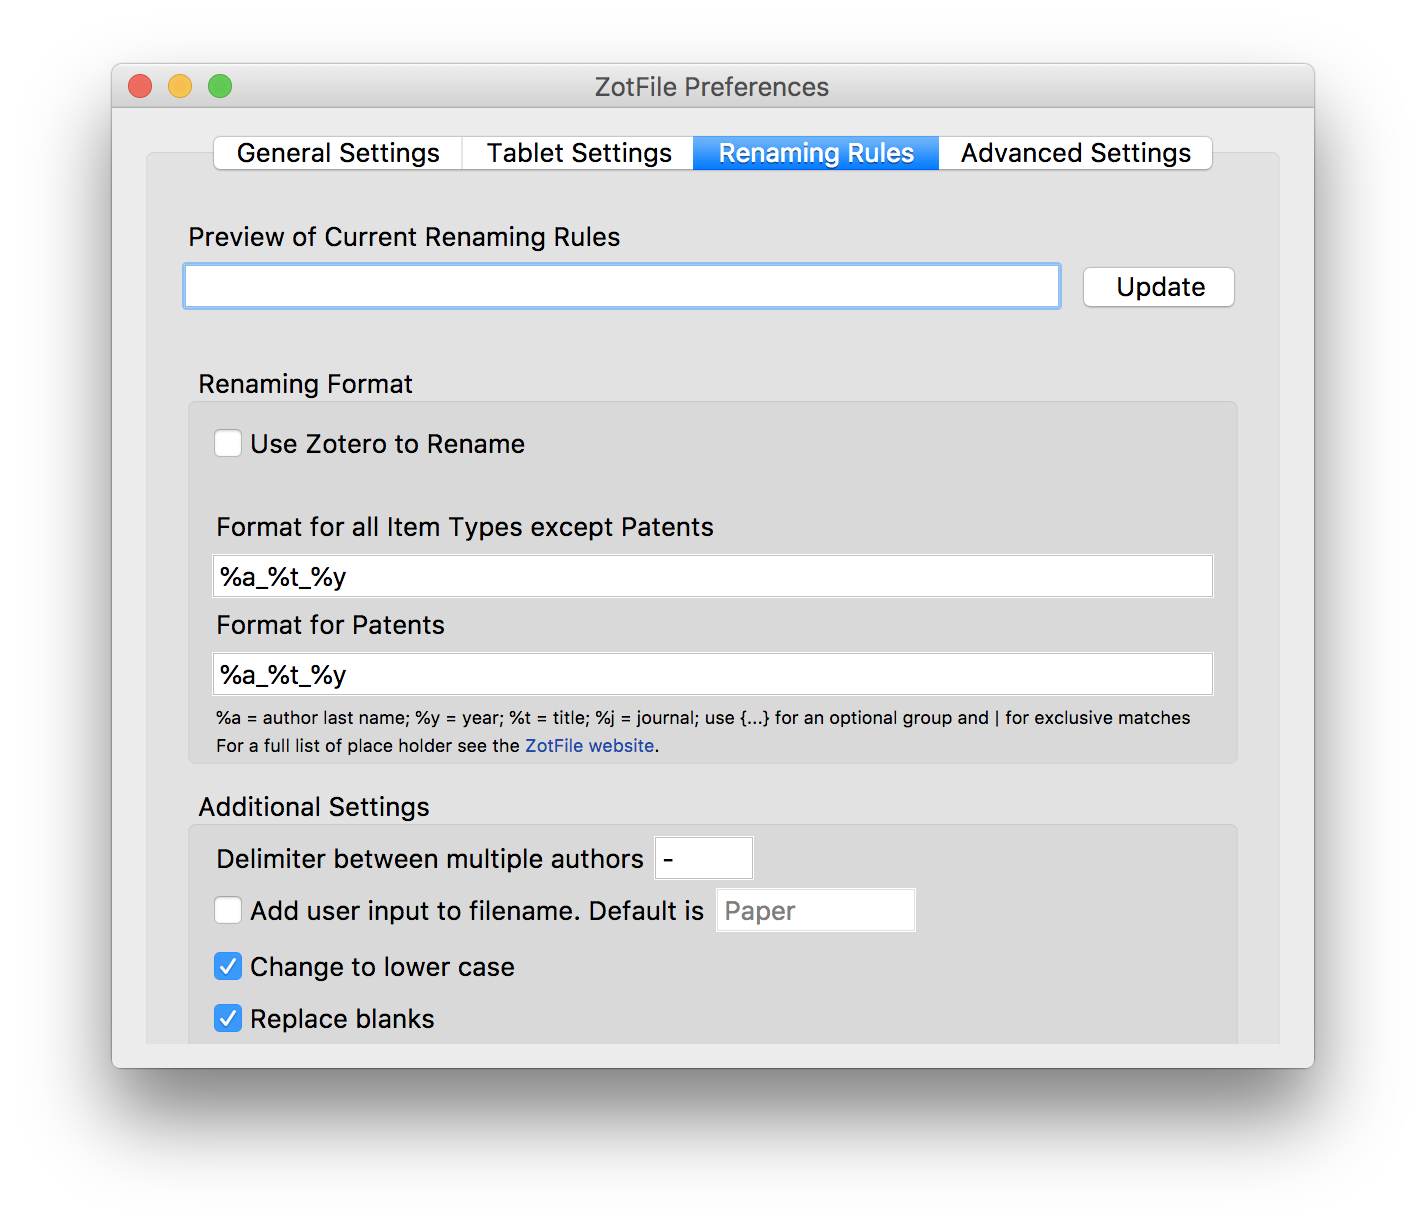 ZotFile Preferences
General Settings Tablet Settings Renaming Rules Advanced Settings
Preview of Current Renaming Rules
Update
Renaming Format
Use Zotero to Rename
Format for all Item Types except Patents
%a_%t_%y
Format for Patents
%a_%t_%y
%a = author last name; %y = year; %t = title; %j = journal; use {...} for an optional group and | for exclusive matches
For a full list of place holder see the ZotFile website.
Additional Settings
Delimiter between multiple authors -
Add user input to filename. Default is Paper
Change to lower case
Replace blanks